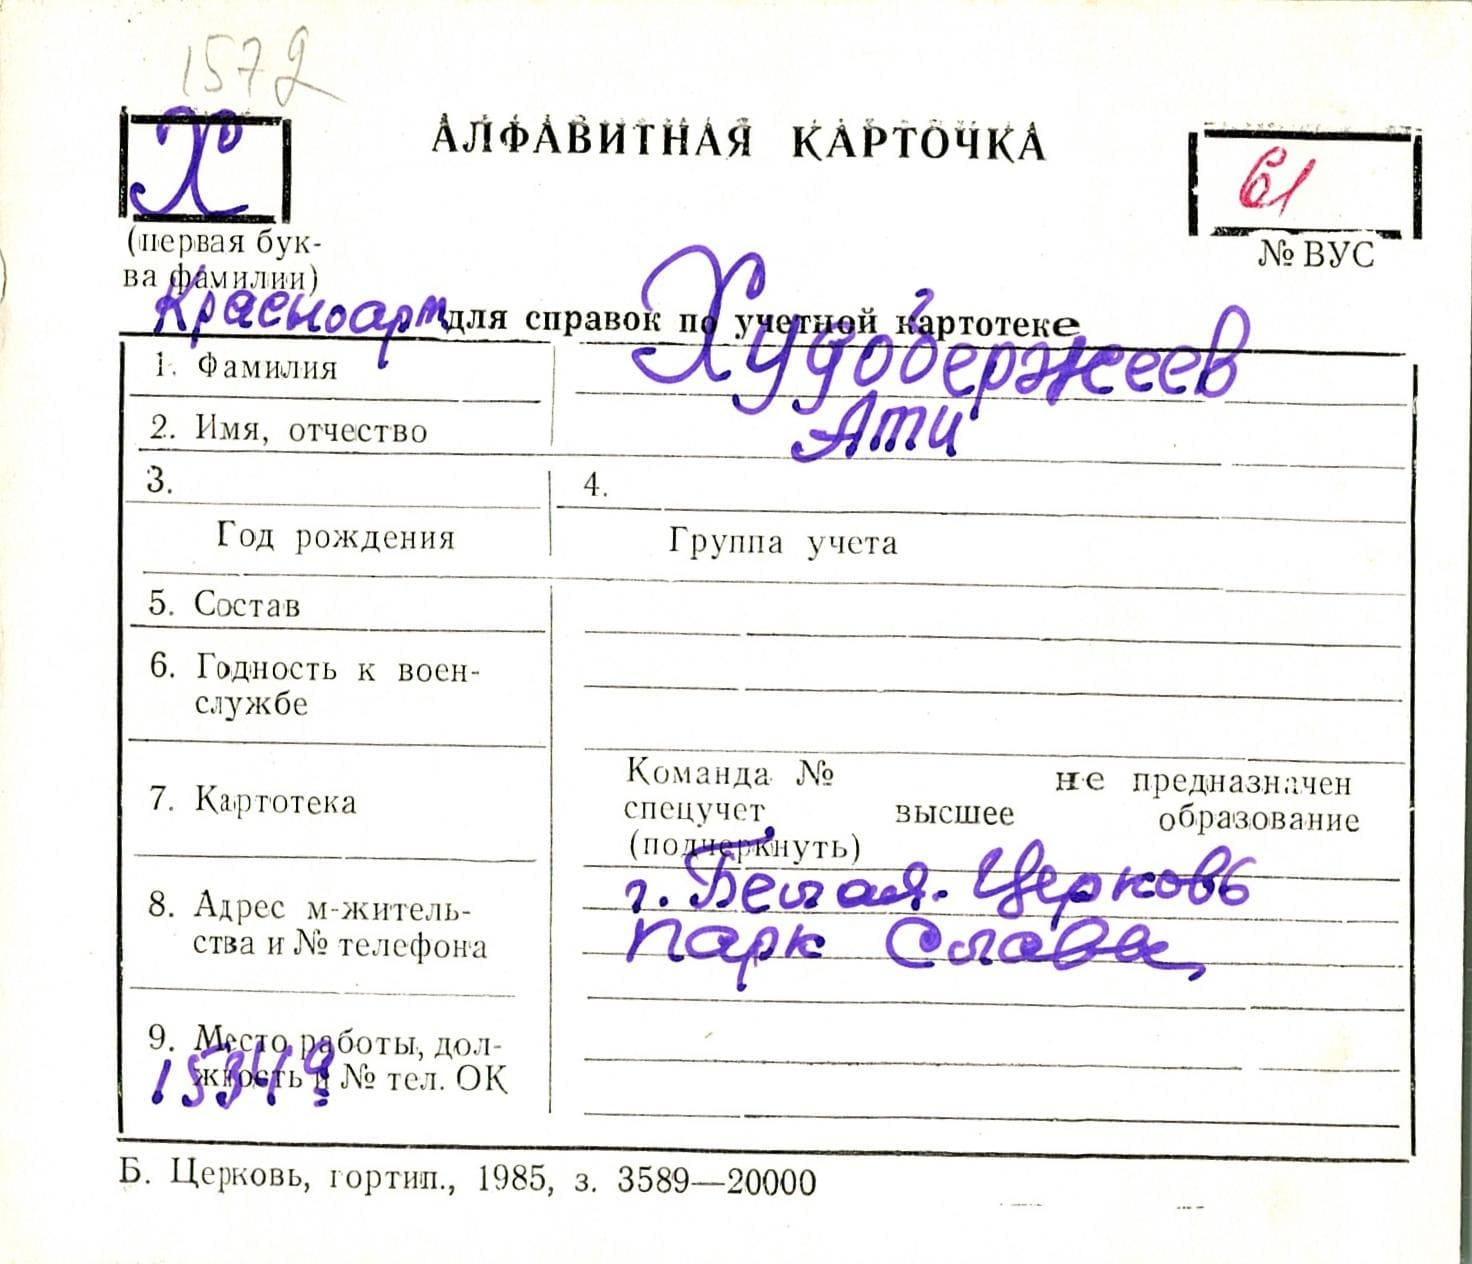 1572
Х
АЛФАВИТНАЯ КАРТОЧКА
61
(первая бук-
ва фамилии)
№ ВУС
Красноарм для справок по учетной картотеке
1. Фамилия Худобержеев
2. Имя, отчество Ати
3. 4.
Год рождения Группа учета
5. Состав
6. Годность к воен-
службе
7. Картотека
Команда № не предназначен
спецучет высшее образование
(подчеркнуть)
8. Адрес м-житель-
ства и № телефона
г. Белая-Церковь
Парк Славы
9. Место работы, дол-
жность и № тел. ОК
Б. Церковь, гортип., 1985, з. 3589—20000